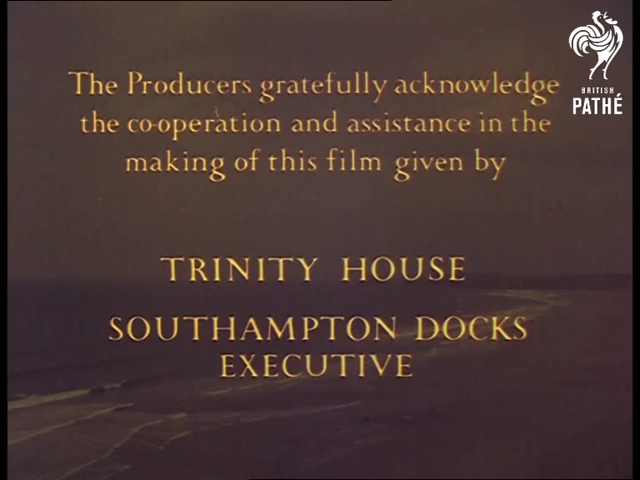 The Producers gratefully acknowledge
the co-operation and assistance in the
making of this film given by
TRINITY HOUSE
SOUTHAMPTON DOCKS
EXECUTIVE
BRITISH
PATHÉ